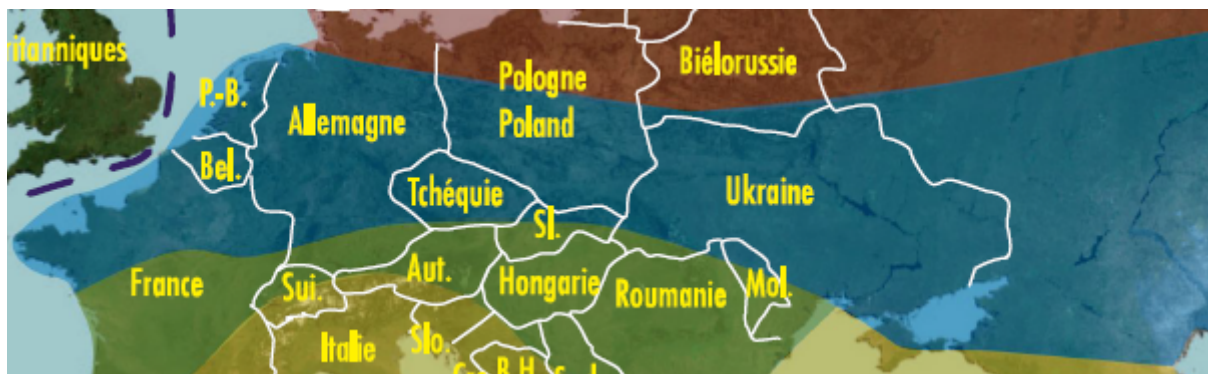 ritanniques
Biélorussie
Pologne
Poland
P.-B.
Allemagne
Bel.
Tchéquie
Ukraine
Sl.
Aut.
France
Sui.
Hongarie
Roumanie
Mol.
Italie
Slo.
B.H.